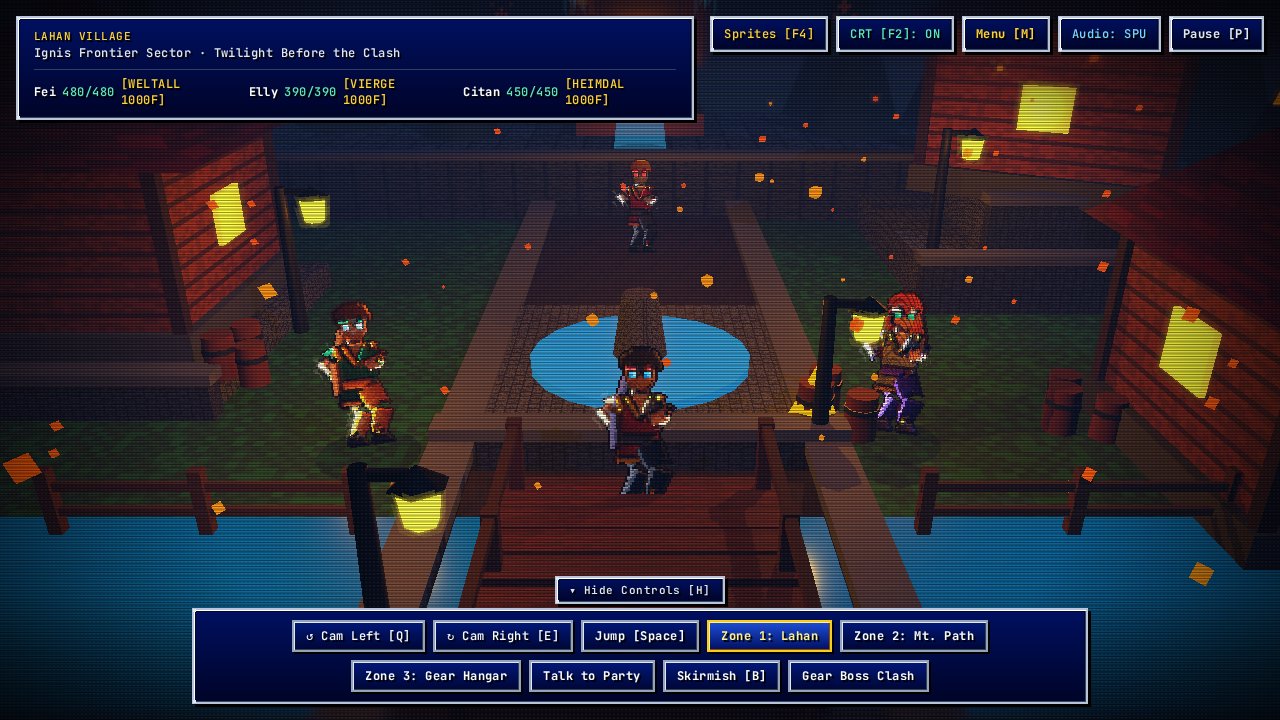 LAHAN VILLAGE
Ignis Frontier Sector · Twilight Before the Clash
Fei 480/480 [WELTALL 1000F] Elly 390/390 [VIERGE 1000F] Citan 450/450 [HEIMDAL 1000F]
Sprites [F4] CRT [F2]: ON Menu [M] Audio: SPU Pause [P]
▾ Hide Controls [H]
↺ Cam Left [Q] ↻ Cam Right [E] Jump [Space] Zone 1: Lahan Zone 2: Mt. Path
Zone 3: Gear Hangar Talk to Party Skirmish [B] Gear Boss Clash